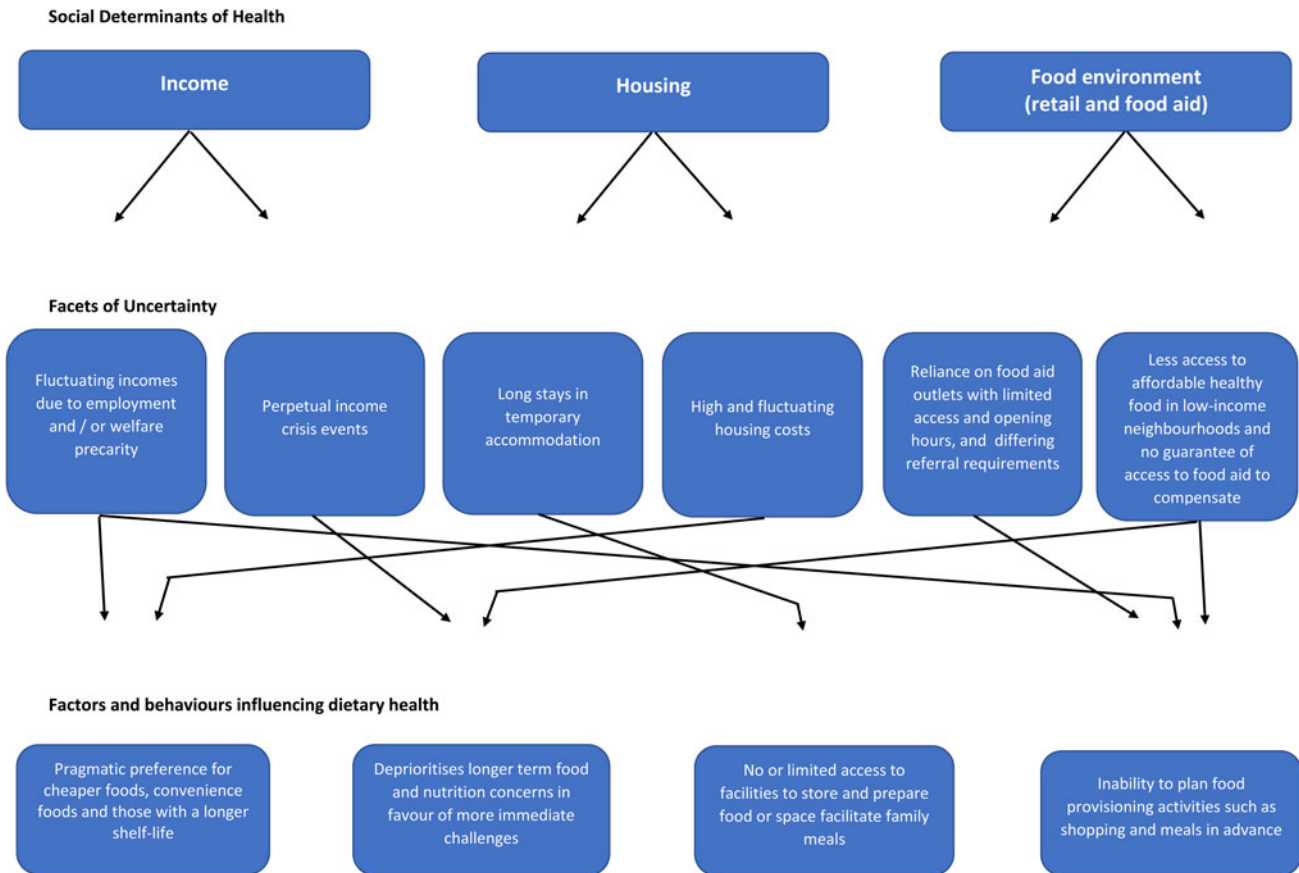 Social Determinants of Health
Income
Housing
Food environment
(retail and food aid)
Facets of Uncertainty
Fluctuating incomes
due to employment
and / or welfare
precarity
Perpetual income
crisis events
Long stays in
temporary
accommodation
High and fluctuating
housing costs
Reliance on food aid
outlets with limited
access and opening
hours, and differing
referral requirements
Less access to
affordable healthy
food in low-income
neighbourhoods and
no guarantee of
access to food aid to
compensate
Factors and behaviours influencing dietary health
Pragmatic preference for
cheaper foods, convenience
foods and those with a longer
shelf-life
Deprioritises longer term food
and nutrition concerns in
favour of more immediate
challenges
No or limited access to
facilities to store and prepare
food or space facilitate family
meals
Inability to plan food
provisioning activities such as
shopping and meals in advance